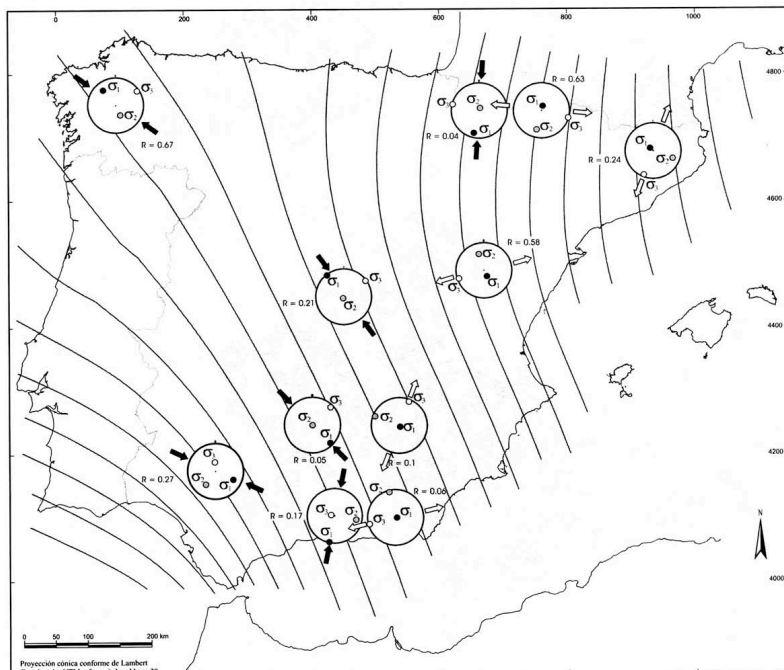 0 200 400 600 800 1000
4800
σ₁ σ₃
σ₂
R = 0.67
σ₃ σ₂
σ₁
R = 0.04
R = 0.63
σ₁
σ₂ σ₃
R = 0.24
σ₁
σ₂
σ₃
4600
R = 0.58
σ₂
σ₃ σ₁
R = 0.21
σ₁ σ₃
σ₂
4400
σ₃
σ₂
σ₁
R = 0.05
σ₂ σ₃
σ₁
R = 0.1
4200
σ₃
σ₂ σ₁
R = 0.27
R = 0.17
σ₃ σ₂
σ₁
R = 0.06
σ₂
σ₃ σ₁
N
4000
0 50 100 200 km
Proyección cónica conforme de Lambert